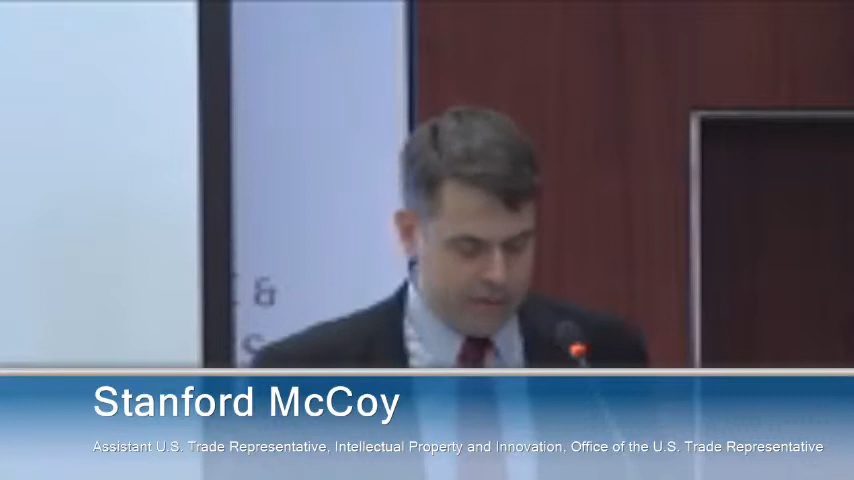 &
S
Stanford McCoy
Assistant U.S. Trade Representative, Intellectual Property and Innovation, Office of the U.S. Trade Representative